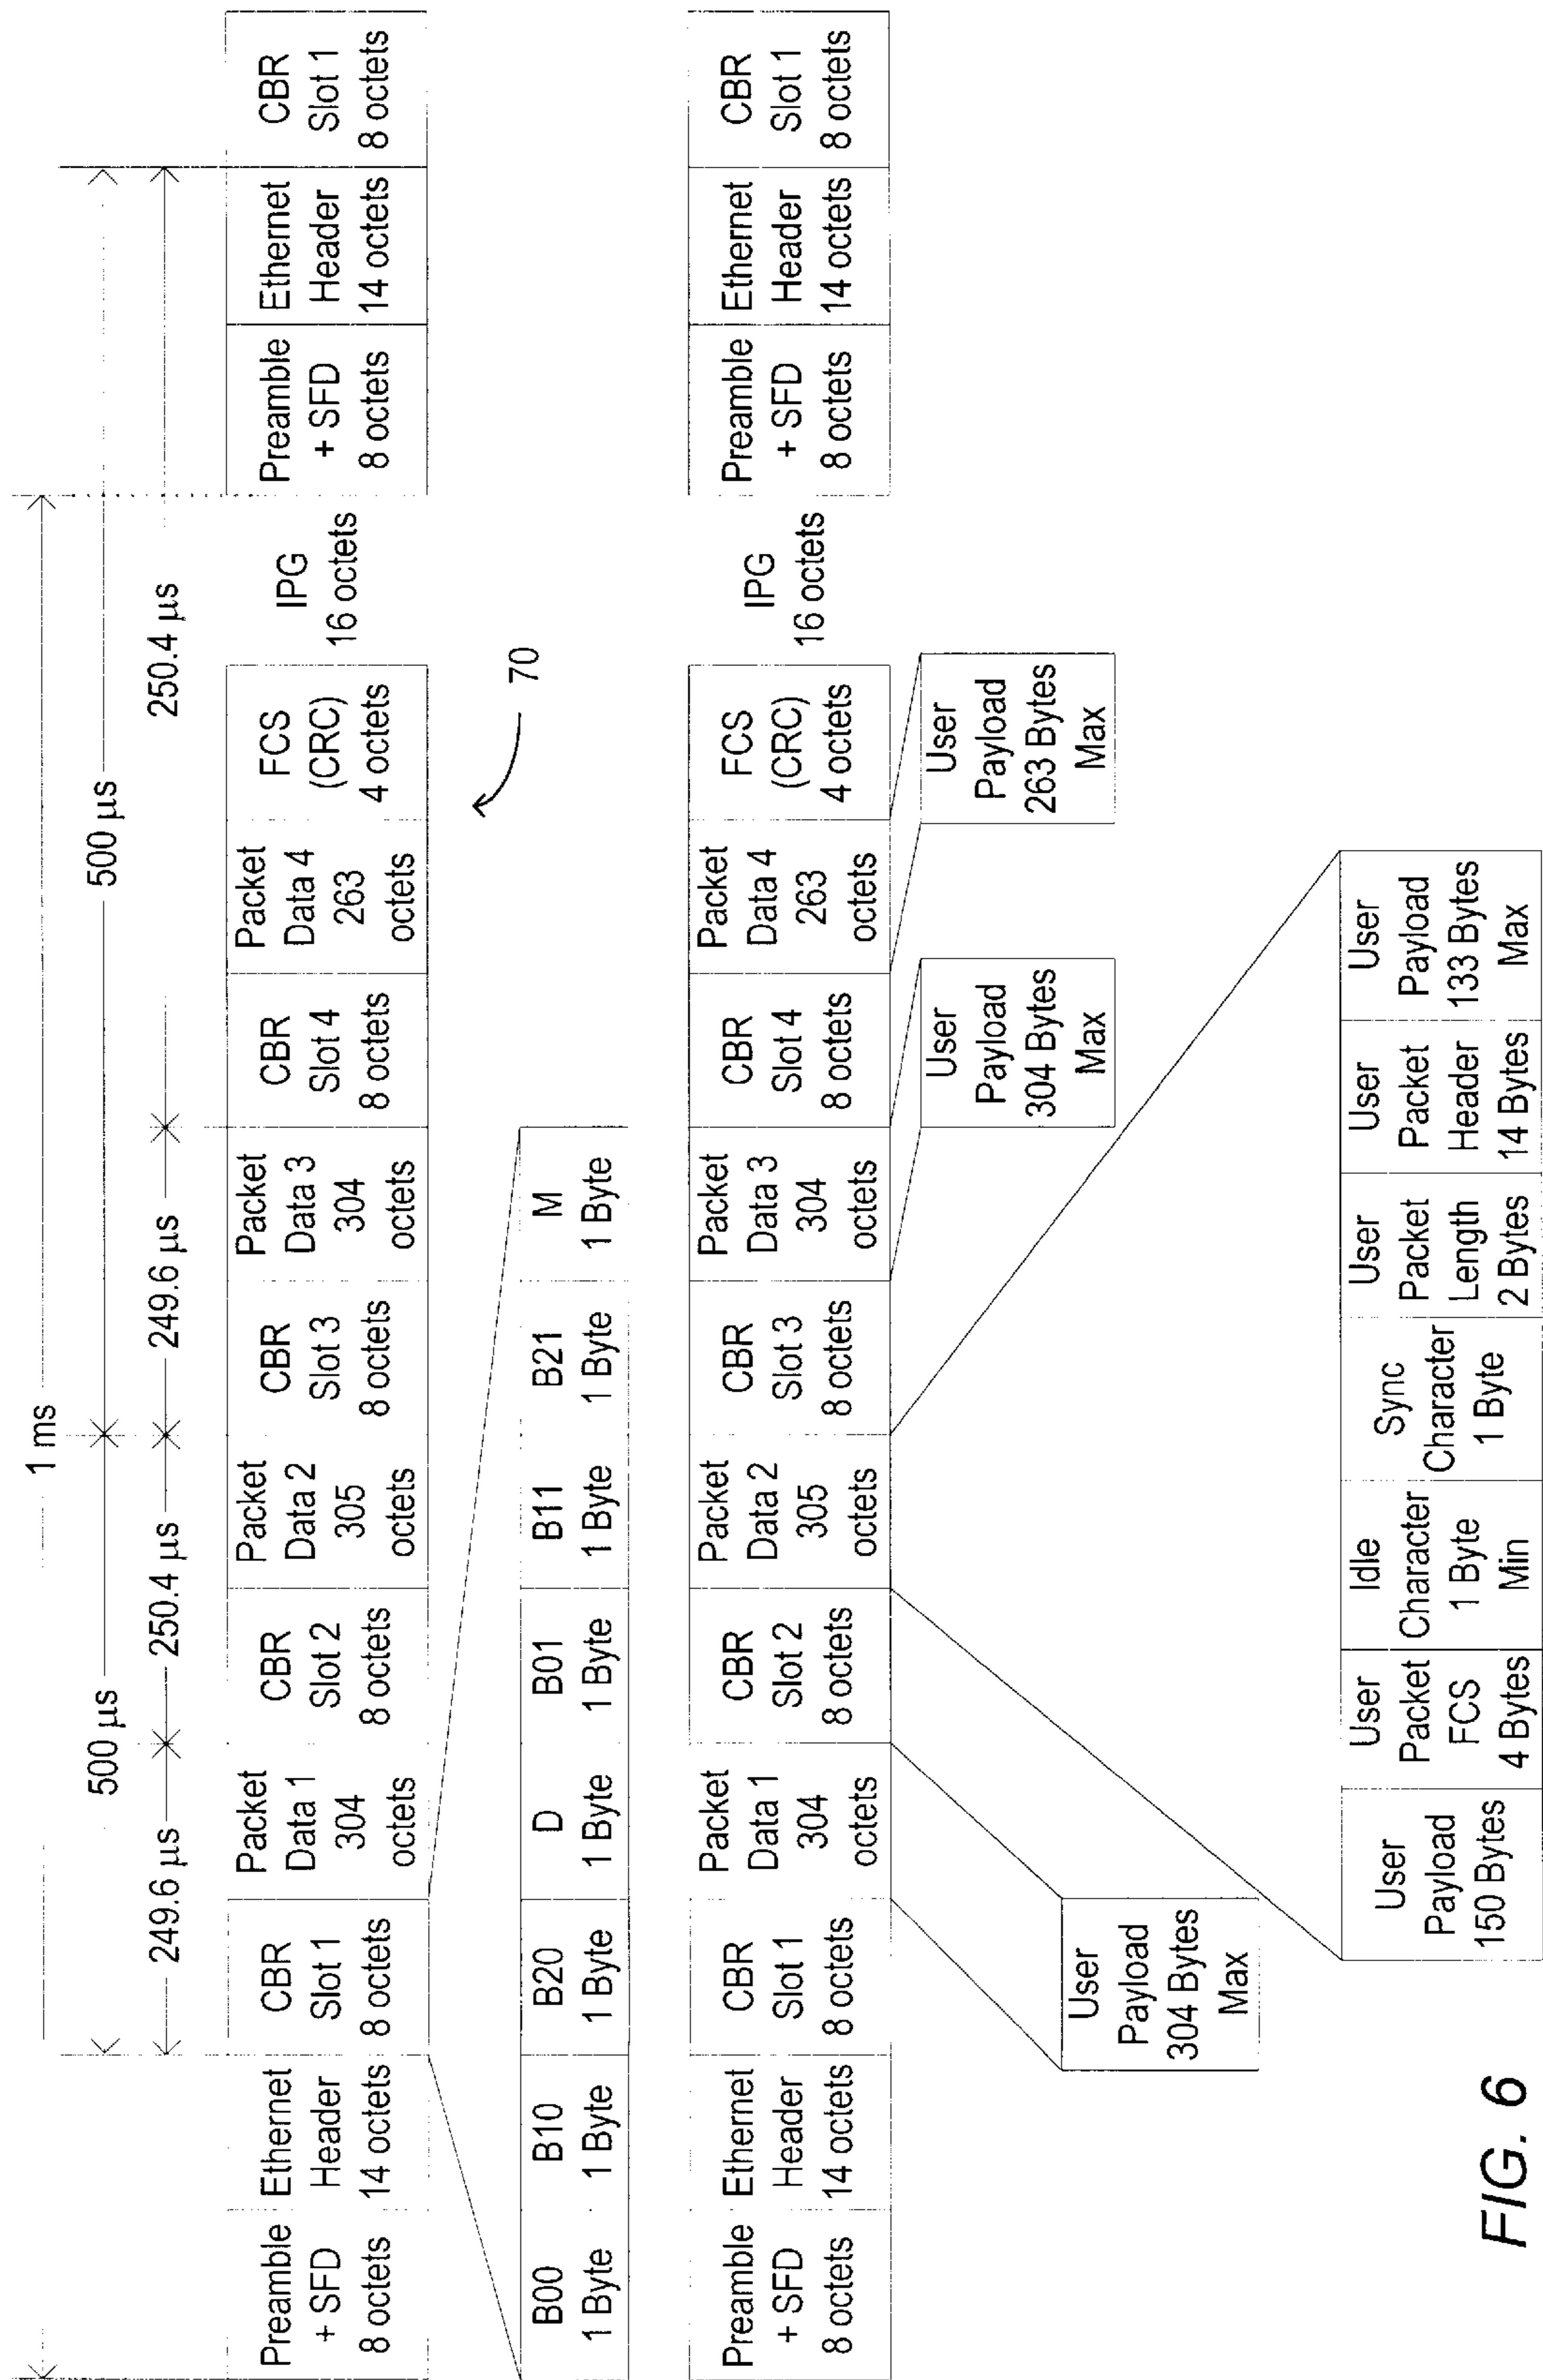 1 ms
500 µs
500 µs
249.6 µs
250.4 µs
249.6 µs
250.4 µs
Preamble
+ SFD
8 octets
Ethernet
Header
14 octets
CBR
Slot 1
8 octets
Packet
Data 1
304
octets
CBR
Slot 2
8 octets
Packet
Data 2
305
octets
CBR
Slot 3
8 octets
Packet
Data 3
304
octets
CBR
Slot 4
8 octets
Packet
Data 4
263
octets
FCS
(CRC)
4 octets
IPG
16 octets
Preamble
+ SFD
8 octets
Ethernet
Header
14 octets
CBR
Slot 1
8 octets
70
B00
1 Byte
B10
1 Byte
B20
1 Byte
D
1 Byte
B01
1 Byte
B11
1 Byte
B21
1 Byte
M
1 Byte
Preamble
+ SFD
8 octets
Ethernet
Header
14 octets
CBR
Slot 1
8 octets
Packet
Data 1
304
octets
CBR
Slot 2
8 octets
Packet
Data 2
305
octets
CBR
Slot 3
8 octets
Packet
Data 3
304
octets
CBR
Slot 4
8 octets
Packet
Data 4
263
octets
FCS
(CRC)
4 octets
IPG
16 octets
Preamble
+ SFD
8 octets
Ethernet
Header
14 octets
CBR
Slot 1
8 octets
User
Payload
304 Bytes
Max
User
Payload
304 Bytes
Max
User
Payload
263 Bytes
Max
User
Payload
150 Bytes
User
Packet
FCS
4 Bytes
Idle
Character
1 Byte
Min
Sync
Character
1 Byte
User
Packet
Length
2 Bytes
User
Packet
Header
14 Bytes
User
Payload
133 Bytes
Max
FIG. 6